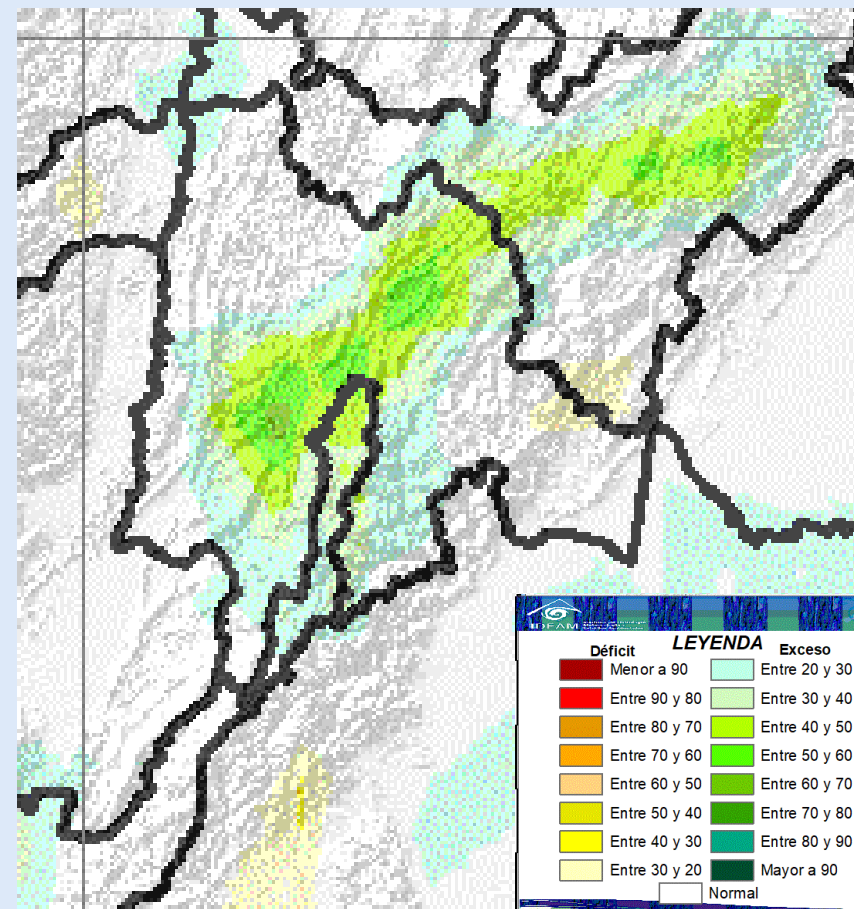 IDEAM
LEYENDA
Déficit Exceso
Menor a 90 Entre 20 y 30
Entre 90 y 80 Entre 30 y 40
Entre 80 y 70 Entre 40 y 50
Entre 70 y 60 Entre 50 y 60
Entre 60 y 50 Entre 60 y 70
Entre 50 y 40 Entre 70 y 80
Entre 40 y 30 Entre 80 y 90
Entre 30 y 20 Mayor a 90
Normal